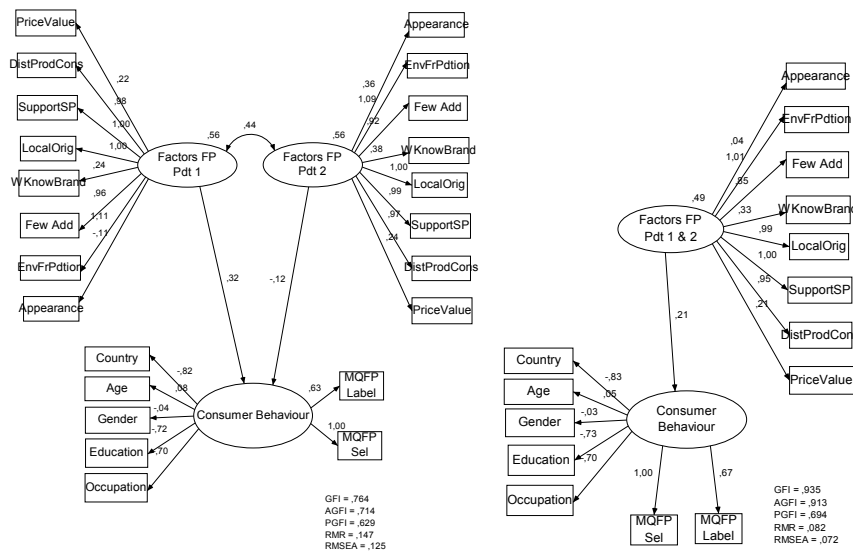 PriceValue
,22
DistProdCons
,98
SupportSP
1,00
LocalOrig
1,00
WKnowBrand
,24
Few Add
,96
EnvFrPdtion
1,11
Appearance
-,11
,56
Factors FP
Pdt 1
,44
,56
Factors FP
Pdt 2
Appearance
,36
EnvFrPdtion
1,09
Few Add
,92
WKnowBrand
,38
LocalOrig
1,00
SupportSP
,99
DistProdCons
,97
PriceValue
,24
,32
-,12
Country
-,82
Age
,08
Gender
-,04
Education
-,72
Occupation
-,70
Consumer Behaviour
,63
MQFP
Label
1,00
MQFP
Sel
GFI = ,764
AGFI = ,714
PGFI = ,629
RMR = ,147
RMSEA = ,125
Appearance
,04
EnvFrPdtion
1,01
Few Add
,95
WKnowBrand
,33
LocalOrig
,99
SupportSP
1,00
DistProdCon
,95
PriceValue
,21
,49
Factors FP
Pdt 1 & 2
,21
Country
-,83
Age
,05
Gender
-,03
Education
-,73
Occupation
-,70
Consumer
Behaviour
1,00
,67
MQFP
Sel
MQFP
Label
GFI = ,935
AGFI = ,913
PGFI = ,694
RMR = ,082
RMSEA = ,072